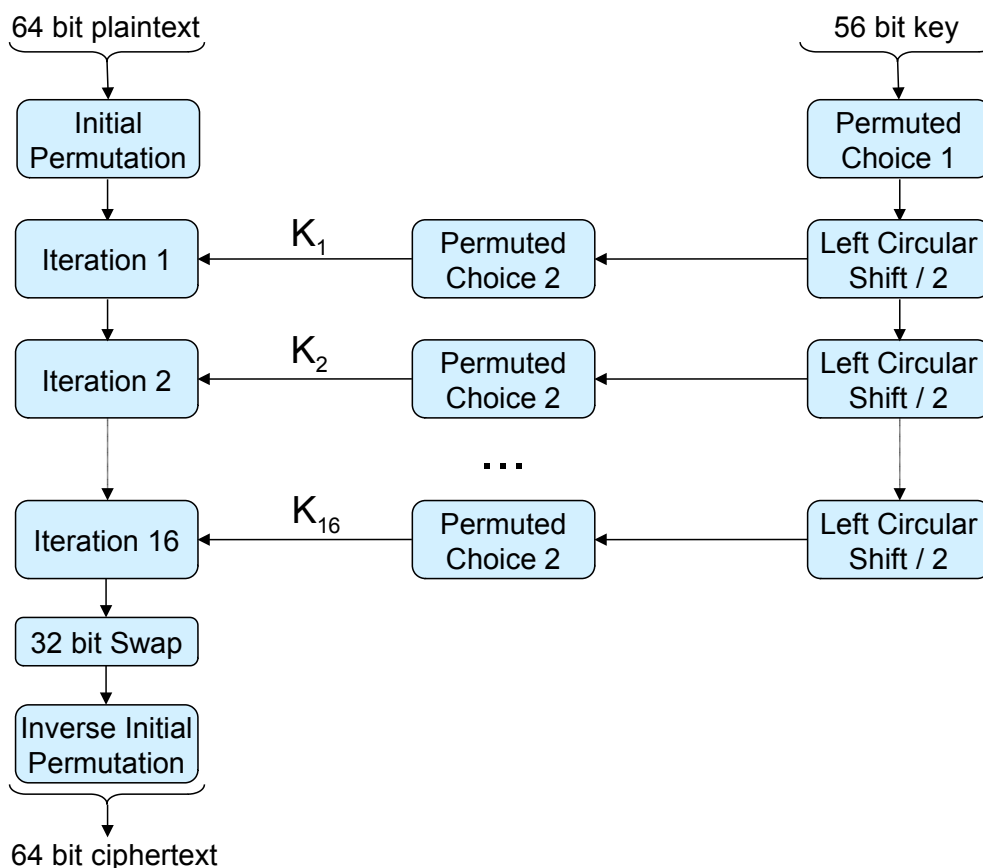 64 bit plaintext
56 bit key
Initial
Permutation
Permuted
Choice 1
Iteration 1
K₁
Permuted
Choice 2
Left Circular
Shift / 2
Iteration 2
K₂
Permuted
Choice 2
Left Circular
Shift / 2
...
Iteration 16
K₁₆
Permuted
Choice 2
Left Circular
Shift / 2
32 bit Swap
Inverse Initial
Permutation
64 bit ciphertext